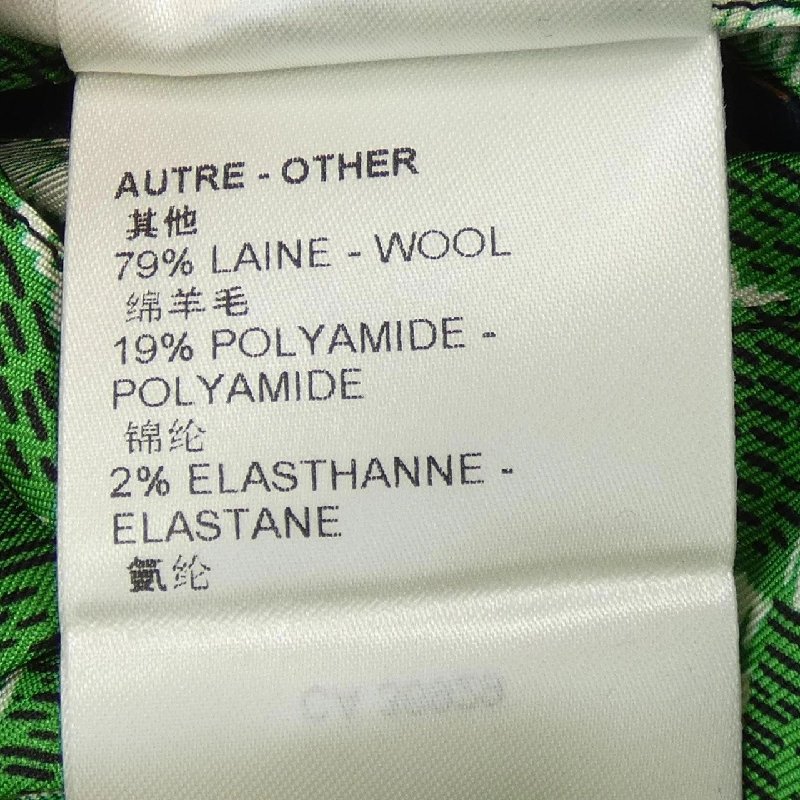 AUTRE - OTHER
其他
79% LAINE - WOOL
绵羊毛
19% POLYAMIDE -
POLYAMIDE
锦纶
2% ELASTHANNE -
ELASTANE
氨纶